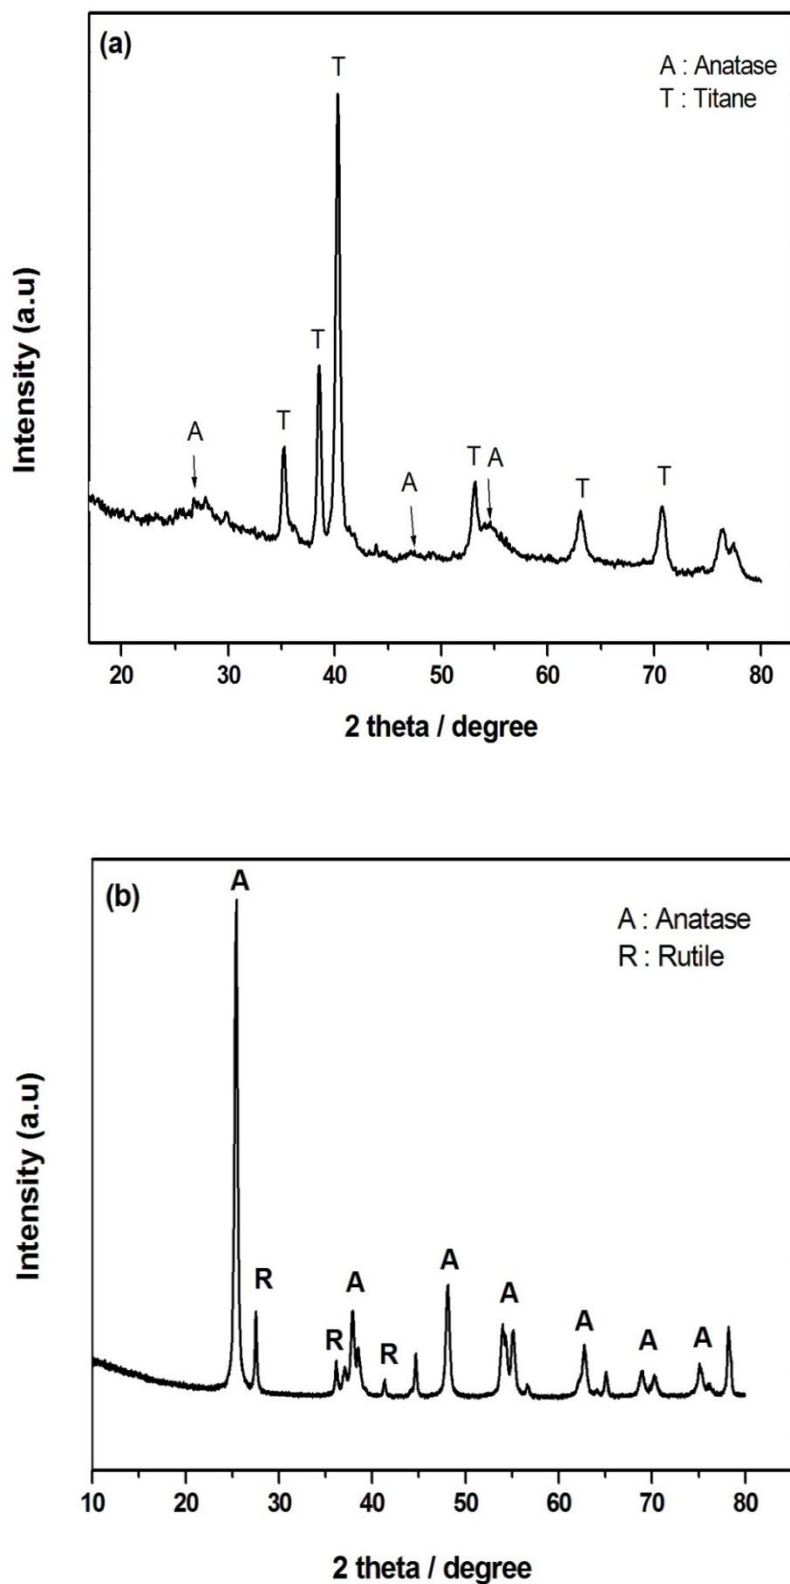 (a)
T
A : Anatase
T : Titane
T
T
A
T
A
A
T
T
Intensity (a.u)
20 30 40 50 60 70 80
2 theta / degree
(b)
A
A : Anatase
R : Rutile
R
A
A
R
R
A
A
A
A
Intensity (a.u)
10 20 30 40 50 60 70 80
2 theta / degree